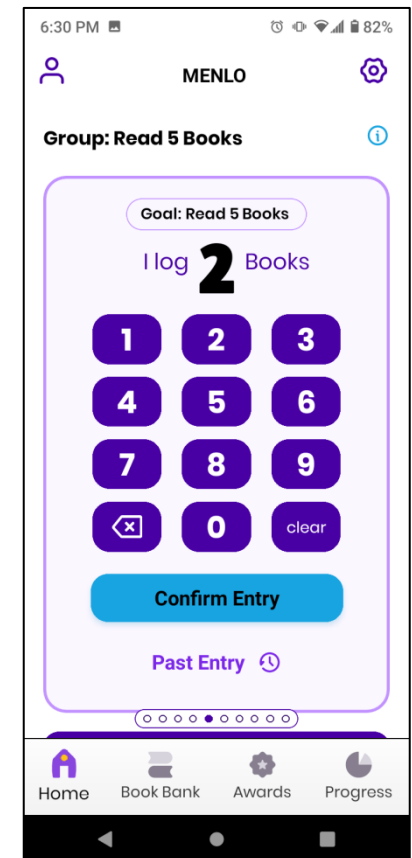 6:30 PM 82%
MENLO
Group: Read 5 Books
Goal: Read 5 Books
I log 2 Books
1 2 3
4 5 6
7 8 9
0 clear
Confirm Entry
Past Entry
Home Book Bank Awards Progress